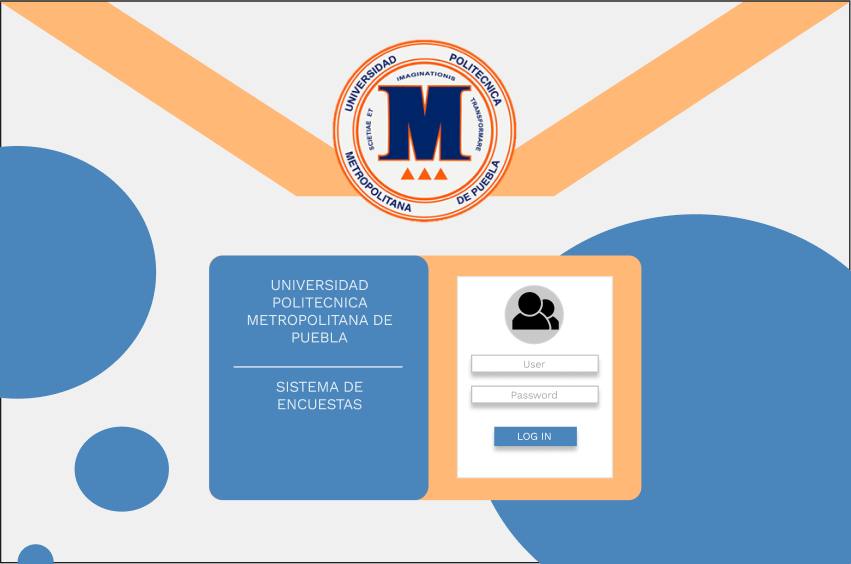 UNIVERSIDAD POLITECNICA
IMAGINATIONIS
SCIETIAE ET
TRANSFORMARE
M
METROPOLITANA DE PUEBLA
UNIVERSIDAD
POLITECNICA
METROPOLITANA DE
PUEBLA
SISTEMA DE
ENCUESTAS
User
Password
LOG IN